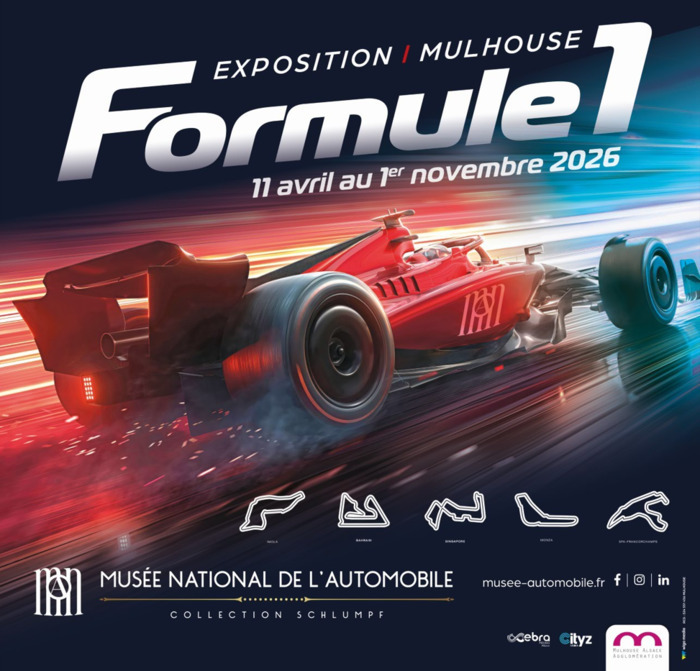 EXPOSITION / MULHOUSE
Formule 1
11 avril au 1er novembre 2026
IMOLA
BAHRAIN
SINGAPORE
MONZA
SPA-FRANCORCHAMPS
MUSÉE NATIONAL DE L'AUTOMOBILE
COLLECTION SCHLUMPF
musee-automobile.fr
f
in
cebra
cityz
MULHOUSE ALSACE
AGGLOMÉRATION